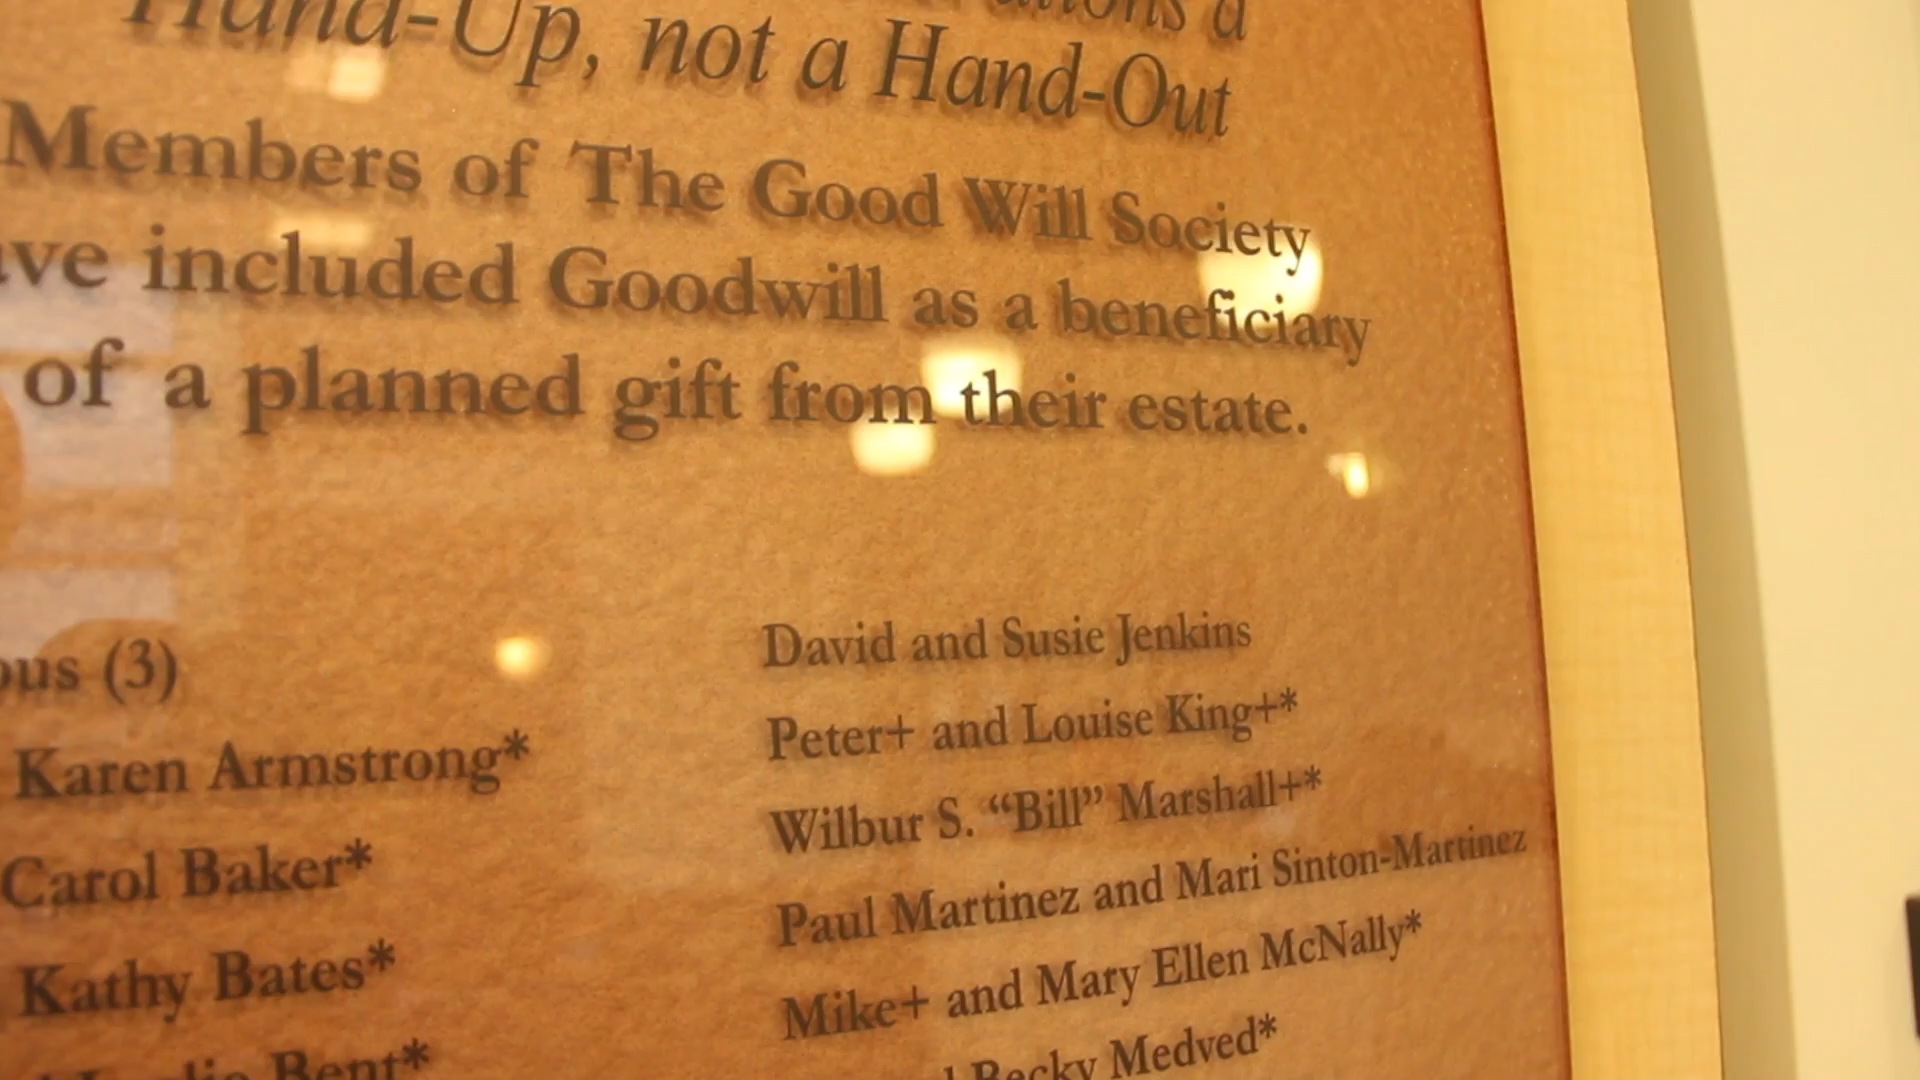 a
Hand-Up, not a Hand-Out
Members of The Good Will Society
included Goodwill as a beneficiary
of a planned gift from their estate.
(3)
Karen Armstrong*
Carol Baker*
Kathy Bates*
Bent*
David and Susie Jenkins
Peter+ and Louise King+*
Wilbur S. “Bill” Marshall+*
Paul Martinez and Mari Sinton-Martinez
Mike+ and Mary Ellen McNally*
Becky Medved*